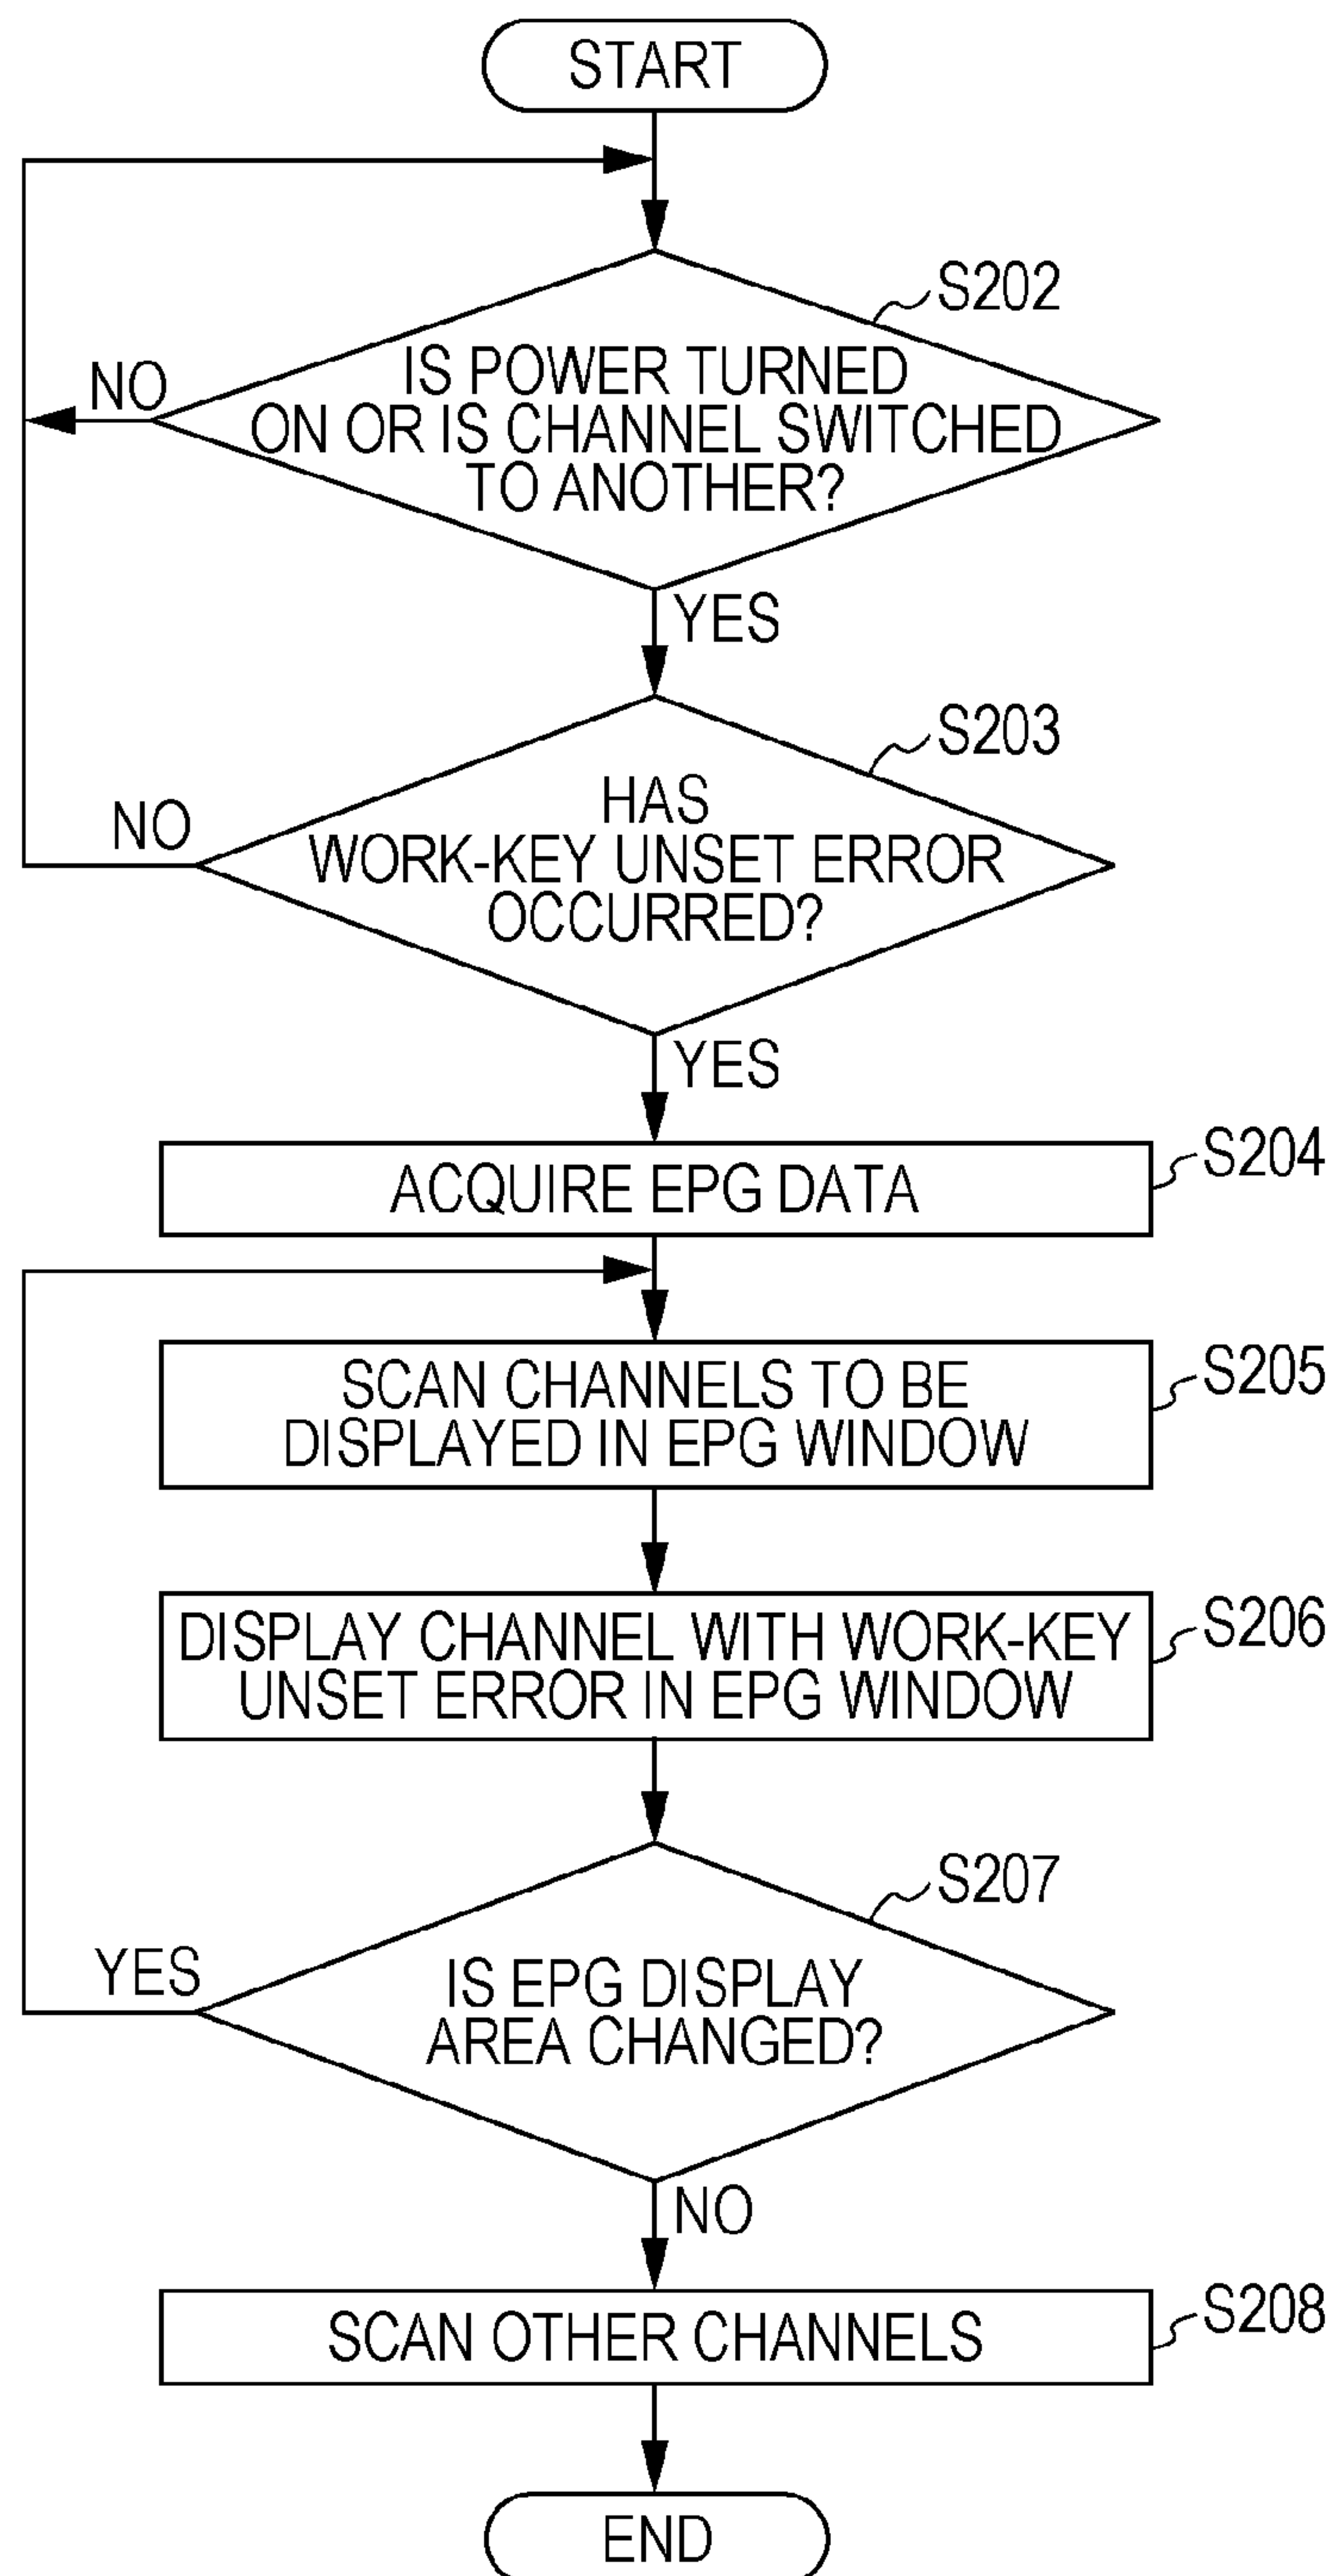 START
S202
IS POWER TURNED
NO
ON OR IS CHANNEL SWITCHED
TO ANOTHER?
YES
S203
HAS
NO
WORK-KEY UNSET ERROR
OCCURRED?
YES
ACQUIRE EPG DATA
S204
SCAN CHANNELS TO BE
DISPLAYED IN EPG WINDOW
S205
DISPLAY CHANNEL WITH WORK-KEY
UNSET ERROR IN EPG WINDOW
S206
S207
YES
IS EPG DISPLAY
AREA CHANGED?
NO
SCAN OTHER CHANNELS
S208
END